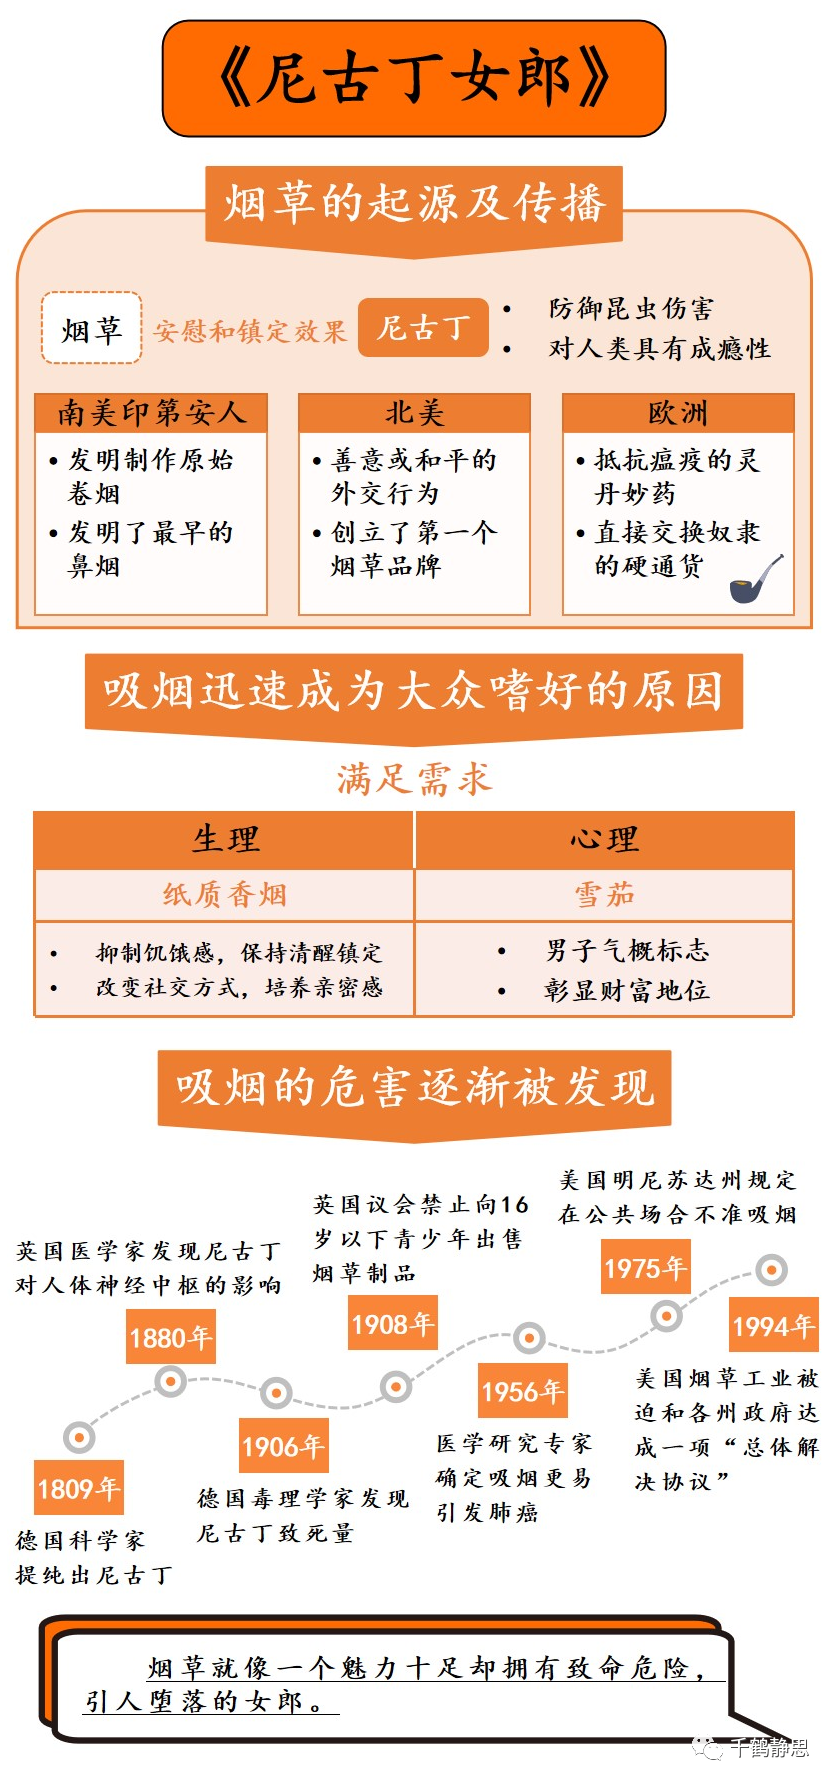 《尼古丁女郎》
烟草的起源及传播
烟草
安慰和镇定效果
尼古丁
• 防御昆虫伤害
• 对人类具有成瘾性
南美印第安人
• 发明制作原始
卷烟
• 发明了最早的
鼻烟
北美
• 善意或和平的
外交行为
• 创立了第一个
烟草品牌
欧洲
• 抵抗瘟疫的灵
丹妙药
• 直接交换奴隶
的硬通货
吸烟迅速成为大众嗜好的原因
满足需求
生理
心理
纸质香烟
雪茄
• 抑制饥饿感，保持清醒镇定
• 改变社交方式，培养亲密感
• 男子气概标志
• 彰显财富地位
吸烟的危害逐渐被发现
1809年
德国科学家
提纯出尼古丁
英国医学家发现尼古丁
对人体神经中枢的影响
1880年
1906年
德国毒理学家发现
尼古丁致死量
英国议会禁止向16
岁以下青少年出售
烟草制品
1908年
1956年
医学研究专家
确定吸烟更易
引发肺癌
美国明尼苏达州规定
在公共场合不准吸烟
1975年
1994年
美国烟草工业被
迫和各州政府达
成一项“总体解
决协议”
烟草就像一个魅力十足却拥有致命危险，
引人堕落的女郎。
千鹤静思